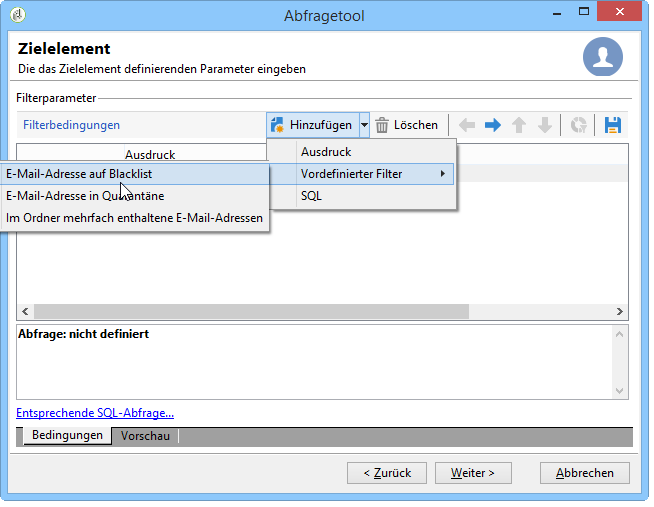 Abfragetool
Zielelement
Die das Zielelement definierenden Parameter eingeben
Filterparameter
Filterbedingungen
Hinzufügen
Löschen
Ausdruck
Ausdruck
Vordefinierter Filter
SQL
E-Mail-Adresse auf Blacklist
E-Mail-Adresse in Quarantäne
Im Ordner mehrfach enthaltene E-Mail-Adressen
Abfrage: nicht definiert
Entsprechende SQL-Abfrage...
Bedingungen
Vorschau
< Zurück
Weiter >
Abbrechen